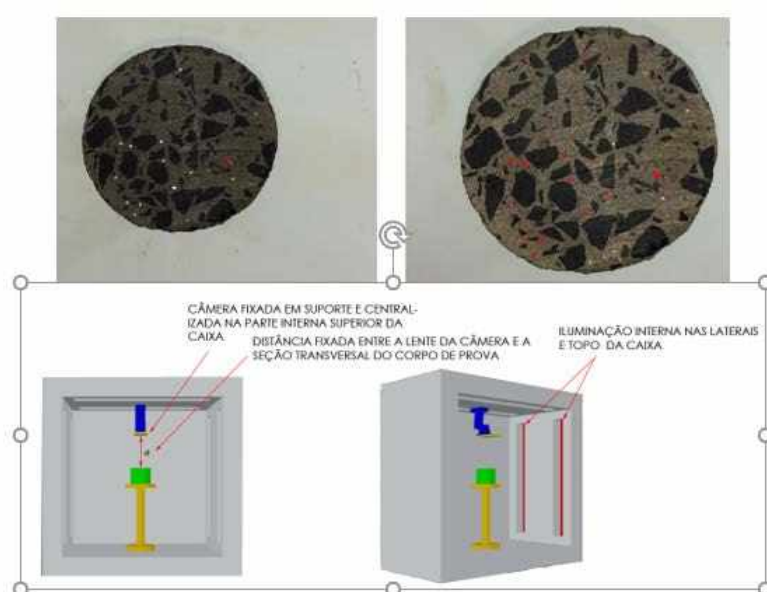 CÂMERA FIXADA EM SUPORTE E CENTRAL-
IZADA NA PARTE INTERNA SUPERIOR DA
CAIXA
DISTÂNCIA FIXADA ENTRE A LENTE DA CÂMERA E A
SEÇÃO TRANSVERSAL DO CORPO DE PROVA
ILUMINAÇÃO INTERNA NAS LATERAIS
E TOPO DA CAIXA
d